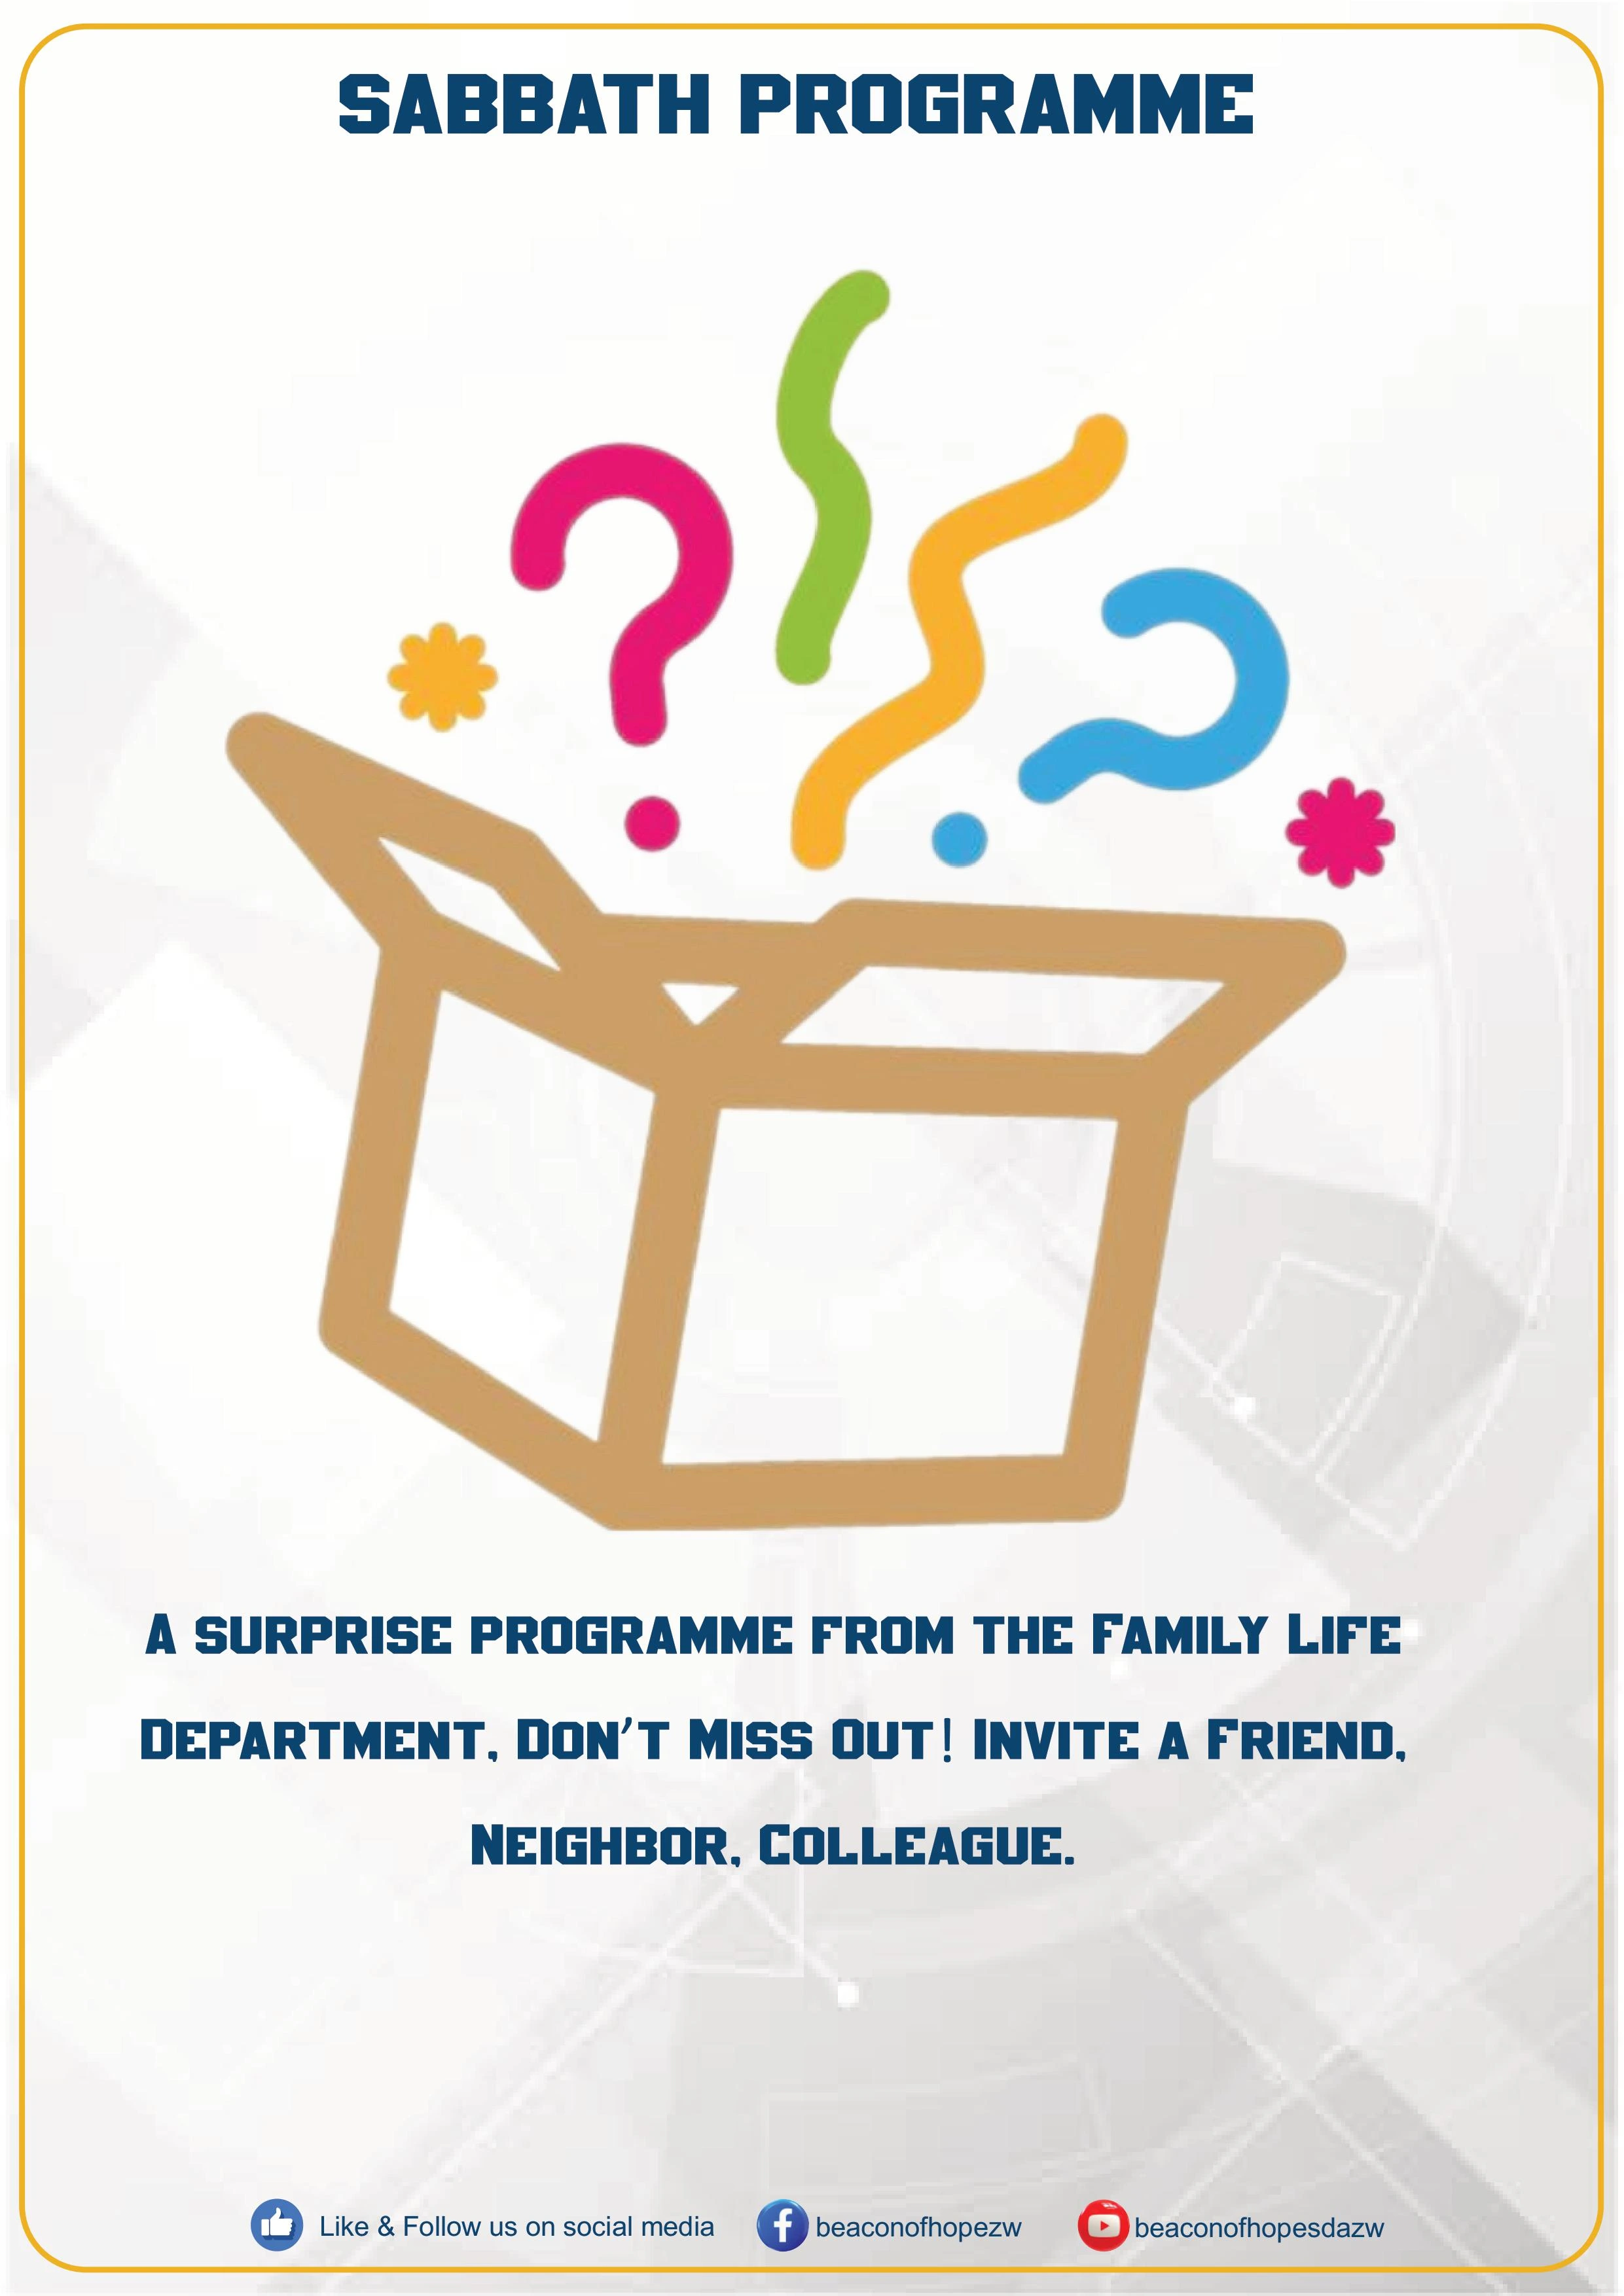 SABBATH PROGRAMME
A SURPRISE PROGRAMME FROM THE FAMILY LIFE
DEPARTMENT, DON'T MISS OUT! INVITE A FRIEND,
NEIGHBOR, COLLEAGUE.
Like & Follow us on social media beaconofhopezw beaconofhopesdazw